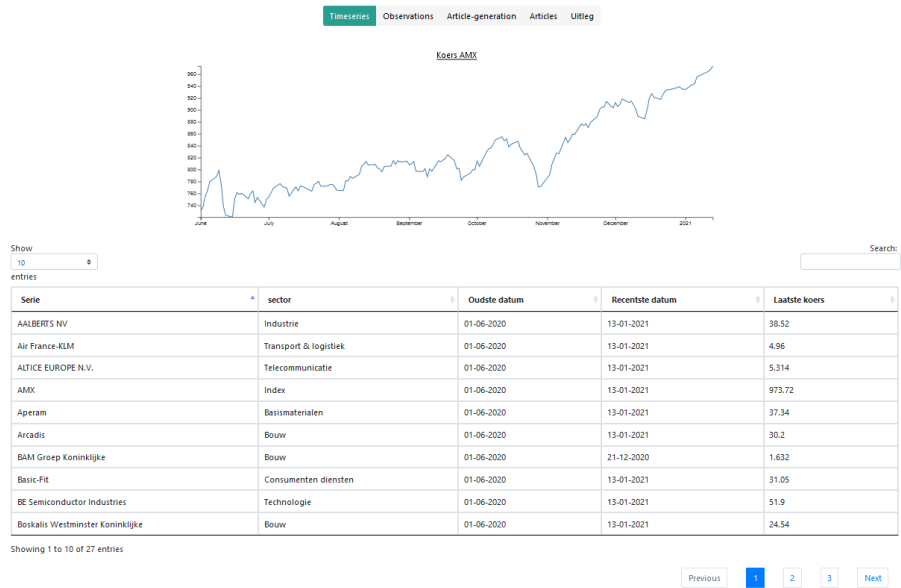 Timeseries Observations Article-generation Articles Uitleg
Koers AMX
960
940
920
900
880
860
840
820
800
780
760
740
June July August September October November December 2021
Show
10
entries
Search:
Serie sector Oudste datum Recentste datum Laatste koers
AALBERTS NV Industrie 01-06-2020 13-01-2021 38.52
Air France-KLM Transport & logistiek 01-06-2020 13-01-2021 4.96
ALTICE EUROPE N.V. Telecommunicatie 01-06-2020 13-01-2021 5.314
AMX Index 01-06-2020 13-01-2021 973.72
Aperam Basismaterialen 01-06-2020 13-01-2021 37.34
Arcadis Bouw 01-06-2020 13-01-2021 30.2
BAM Groep Koninklijke Bouw 01-06-2020 21-12-2020 1.632
Basic-Fit Consumenten diensten 01-06-2020 13-01-2021 31.05
BE Semiconductor Industries Technologie 01-06-2020 13-01-2021 51.9
Boskalis Westminster Koninklijke Bouw 01-06-2020 13-01-2021 24.54
Showing 1 to 10 of 27 entries
Previous 1 2 3 Next